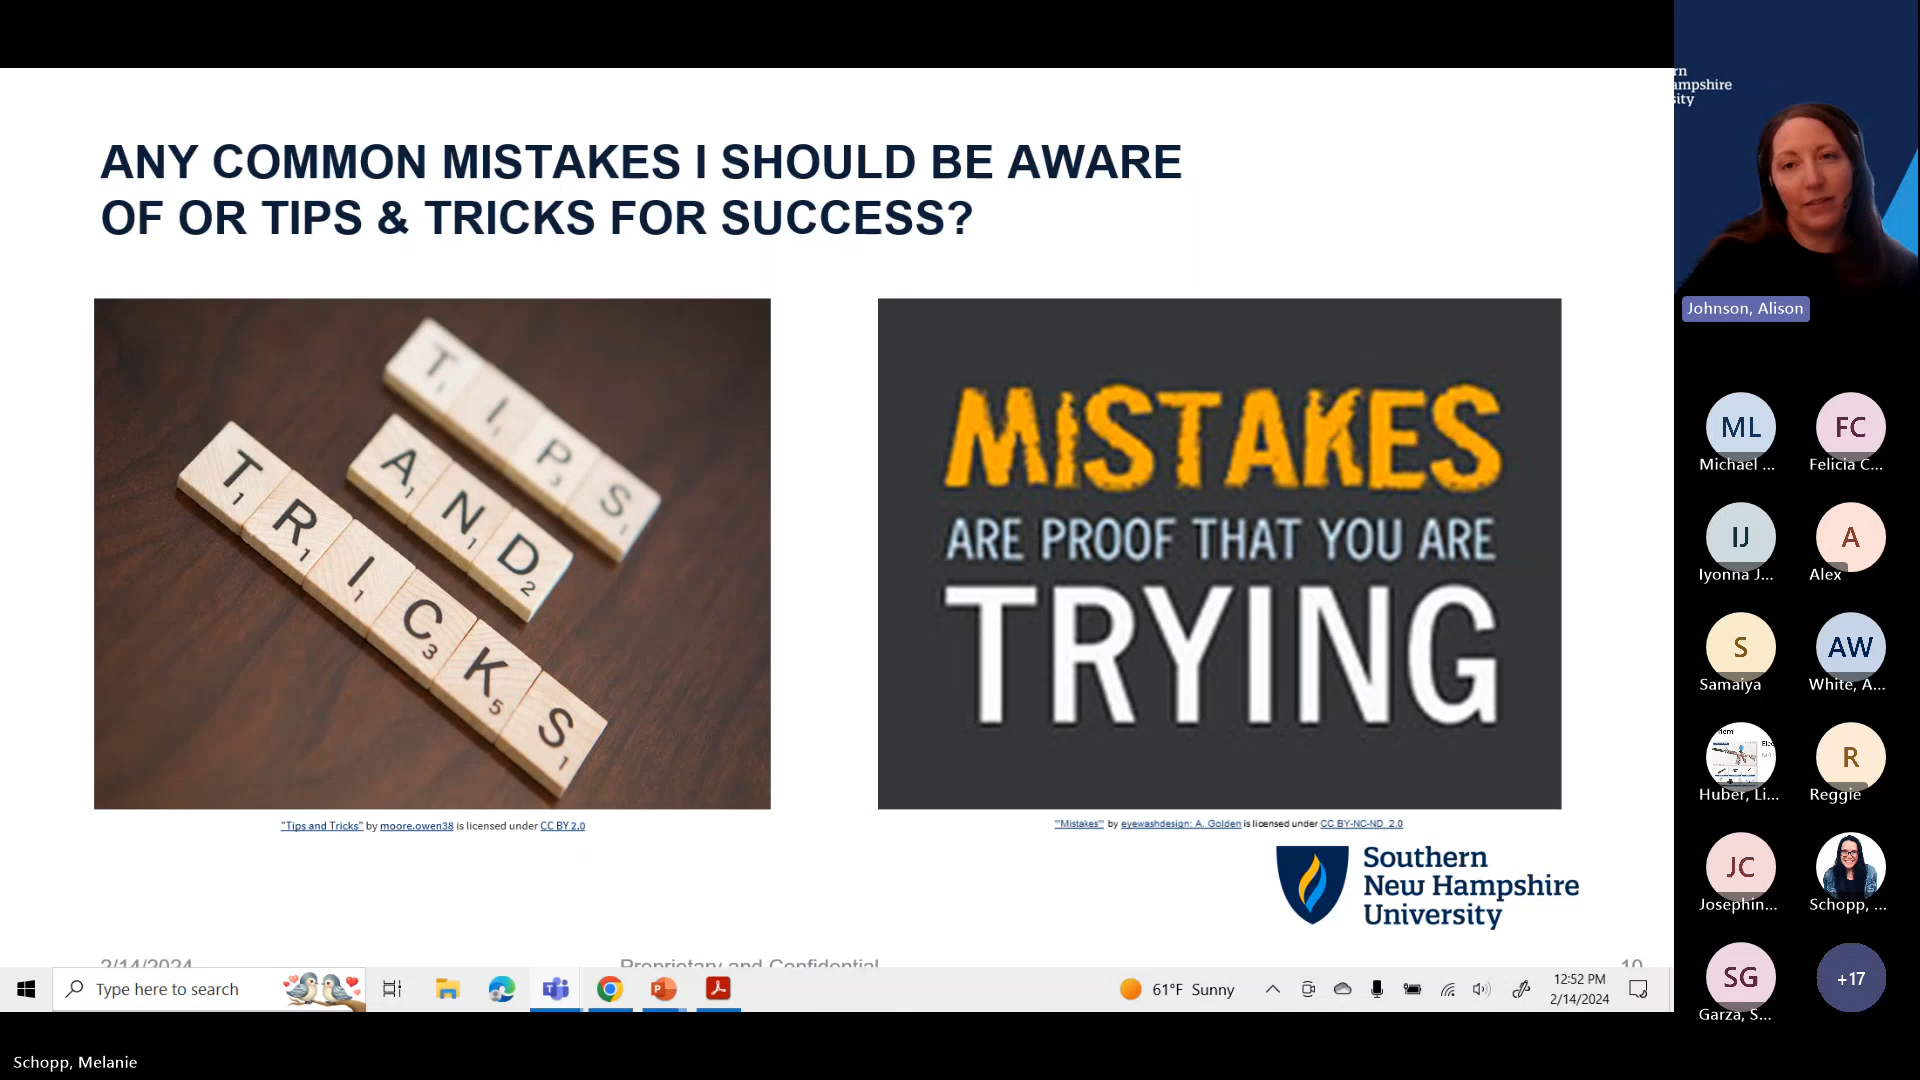 rn
ampshire
sity
ANY COMMON MISTAKES I SHOULD BE AWARE
OF OR TIPS & TRICKS FOR SUCCESS?
TIPS
AND
TRICKS
MISTAKES
ARE PROOF THAT YOU ARE
TRYING
"Tips and Tricks" by moore.owen38 is licensed under CC BY 2.0
"'Mistakes'" by eyewashdesign: A. Golden is licensed under CC BY-NC-ND 2.0
Southern
New Hampshire
University
2/14/2024 Proprietary and Confidential 10
Type here to search
61°F Sunny
12:52 PM
2/14/2024
Johnson, Alison
ML FC
Michael ... Felicia C...
IJ A
Iyonna J... Alex
S AW
Samaiya White, A...
R
Huber, Li... Reggie
JC
Josephin... Schopp, ...
SG +17
Garza, S...
Schopp, Melanie